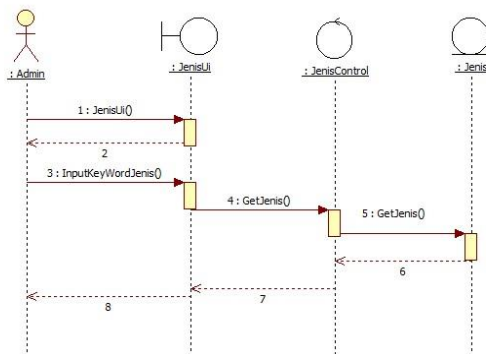 : Admin
: JenisUi
: JenisControl
: Jenis
1 : JenisUi()
2
3 : InputKeyWordJenis()
4 : GetJenis()
5 : GetJenis()
6
7
8